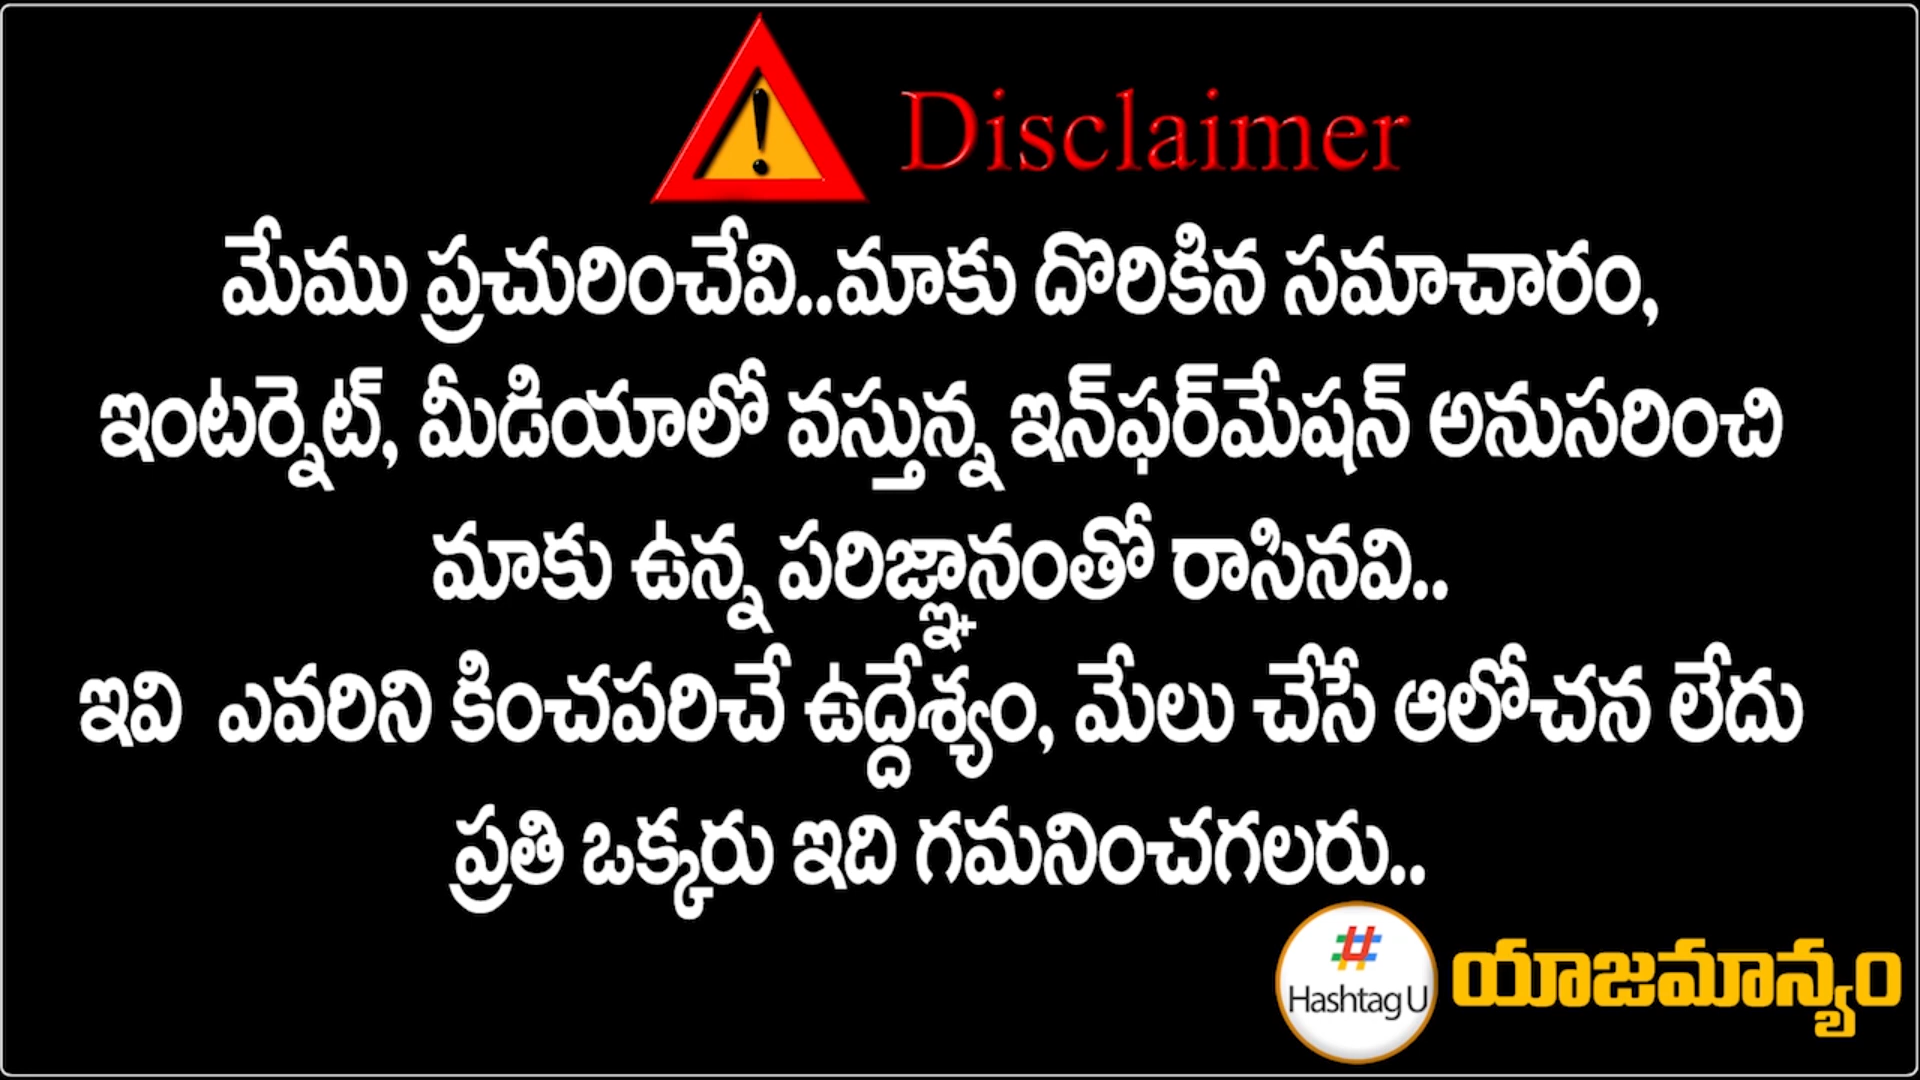 Disclaimer
మేము ప్రచురించేవి..మాకు దొరికిన సమాచారం,
ఇంటర్నెట్, మీడియాలో వస్తున్న ఇన్‌ఫర్‌మేషన్ అనుసరించి
మాకు ఉన్న పరిజ్ఞానంతో రాసినవి..
ఇవి ఎవరిని కించపరిచే ఉద్దేశ్యం, మేలు చేసే ఆలోచన లేదు
ప్రతి ఒక్కరు ఇది గమనించగలరు..
Hashtag U
యాజమాన్యం